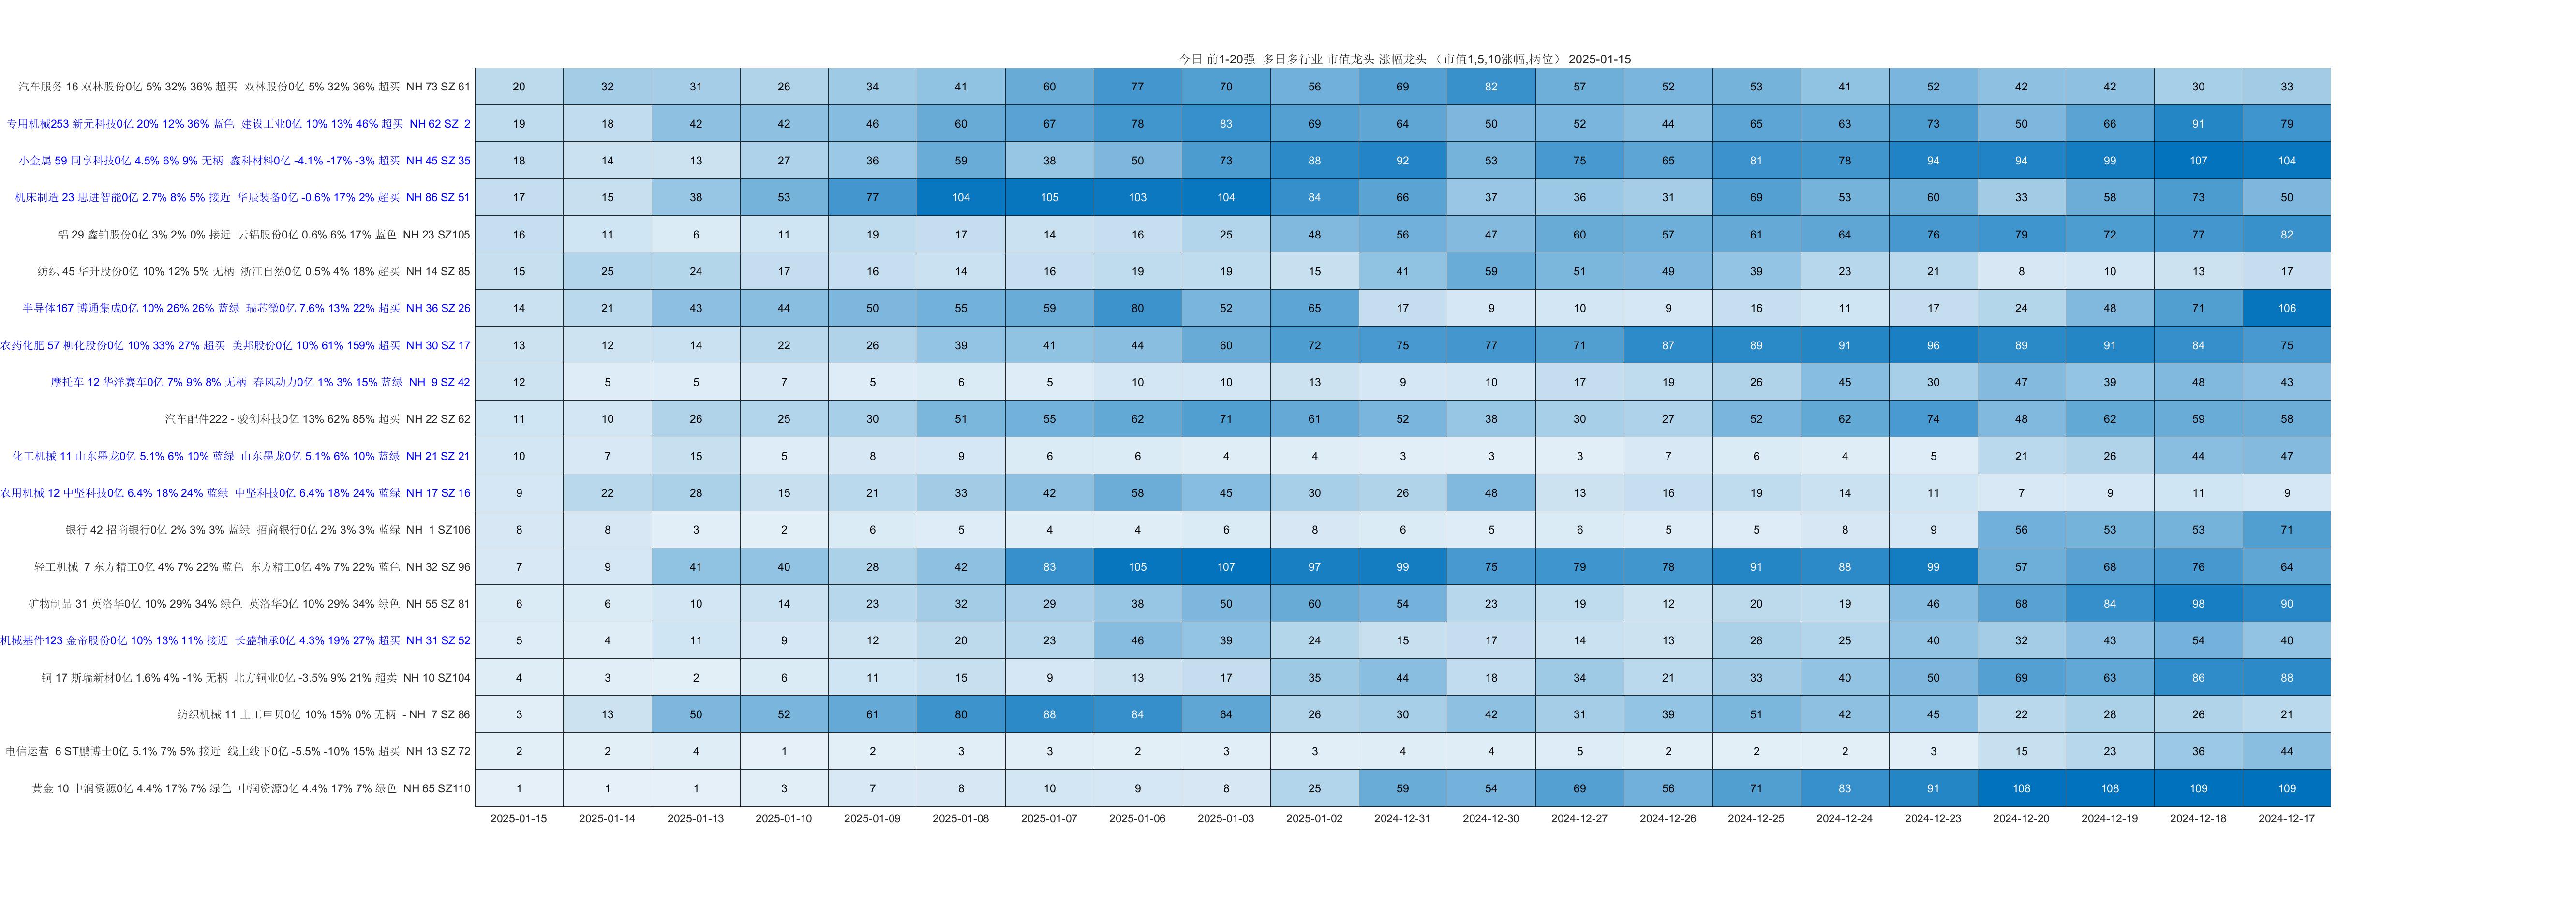 今日 前1-20强 多日多行业 市值龙头 涨幅龙头 （市值1,5,10涨幅,柄位） 2025-01-15
汽车服务 16 双林股份0亿 5% 32% 36% 超买 双林股份0亿 5% 32% 36% 超买 NH 73 SZ 61 20 32 31 26 34 41 60 77 70 56 69 82 57 52 53 41 52 42 42 30 33
专用机械253 新元科技0亿 20% 12% 36% 蓝色 建设工业0亿 10% 13% 46% 超买 NH 62 SZ 2 19 18 42 42 46 60 67 78 83 69 64 50 52 44 65 63 73 50 66 91 79
小金属 59 同享科技0亿 4.5% 6% 9% 无柄 鑫科材料0亿 -4.1% -17% -3% 超买 NH 45 SZ 35 18 14 13 27 36 59 38 50 73 88 92 53 75 65 81 78 94 94 99 107 104
机床制造 23 思进智能0亿 2.7% 8% 5% 接近 华辰装备0亿 -0.6% 17% 2% 超买 NH 86 SZ 51 17 15 38 53 77 104 105 103 104 84 66 37 36 31 69 53 60 33 58 73 50
铝 29 鑫铂股份0亿 3% 2% 0% 接近 云铝股份0亿 0.6% 6% 17% 蓝色 NH 23 SZ105 16 11 6 11 19 17 14 16 25 48 56 47 60 57 61 64 76 79 72 77 82
纺织 45 华升股份0亿 10% 12% 5% 无柄 浙江自然0亿 0.5% 4% 18% 超买 NH 14 SZ 85 15 25 24 17 16 14 16 19 19 15 41 59 51 49 39 23 21 8 10 13 17
半导体167 博通集成0亿 10% 26% 26% 蓝绿 瑞芯微0亿 7.6% 13% 22% 超买 NH 36 SZ 26 14 21 43 44 50 55 59 80 52 65 17 9 10 9 16 11 17 24 48 71 106
农药化肥 57 柳化股份0亿 10% 33% 27% 超买 美邦股份0亿 10% 61% 159% 超买 NH 30 SZ 17 13 12 14 22 26 39 41 44 60 72 75 77 71 87 89 91 96 89 91 84 75
摩托车 12 华洋赛车0亿 7% 9% 8% 无柄 春风动力0亿 1% 3% 15% 蓝绿 NH 9 SZ 42 12 5 5 7 5 6 5 10 10 13 9 10 17 19 26 45 30 47 39 48 43
汽车配件222 - 骏创科技0亿 13% 62% 85% 超买 NH 22 SZ 62 11 10 26 25 30 51 55 62 71 61 52 38 30 27 52 62 74 48 62 59 58
化工机械 11 山东墨龙0亿 5.1% 6% 10% 蓝绿 山东墨龙0亿 5.1% 6% 10% 蓝绿 NH 21 SZ 21 10 7 15 5 8 9 6 6 4 4 3 3 3 7 6 4 5 21 26 44 47
农用机械 12 中坚科技0亿 6.4% 18% 24% 蓝绿 中坚科技0亿 6.4% 18% 24% 蓝绿 NH 17 SZ 16 9 22 28 15 21 33 42 58 45 30 26 48 13 16 19 14 11 7 9 11 9
银行 42 招商银行0亿 2% 3% 3% 蓝绿 招商银行0亿 2% 3% 3% 蓝绿 NH 1 SZ106 8 8 3 2 6 5 4 4 6 8 6 5 6 5 5 8 9 56 53 53 71
轻工机械 7 东方精工0亿 4% 7% 22% 蓝色 东方精工0亿 4% 7% 22% 蓝色 NH 32 SZ 96 7 9 41 40 28 42 83 105 107 97 99 75 79 78 91 88 99 57 68 76 64
矿物制品 31 英洛华0亿 10% 29% 34% 绿色 英洛华0亿 10% 29% 34% 绿色 NH 55 SZ 81 6 6 10 14 23 32 29 38 50 60 54 23 19 12 20 19 46 68 84 98 90
机械基件123 金帝股份0亿 10% 13% 11% 接近 长盛轴承0亿 4.3% 19% 27% 超买 NH 31 SZ 52 5 4 11 9 12 20 23 46 39 24 15 17 14 13 28 25 40 32 43 54 40
铜 17 斯瑞新材0亿 1.6% 4% -1% 无柄 北方铜业0亿 -3.5% 9% 21% 超卖 NH 10 SZ104 4 3 2 6 11 15 9 13 17 35 44 18 34 21 33 40 50 69 63 86 88
纺织机械 11 上工申贝0亿 10% 15% 0% 无柄 - NH 7 SZ 86 3 13 50 52 61 80 88 84 64 26 30 42 31 39 51 42 45 22 28 26 21
电信运营 6 ST鹏博士0亿 5.1% 7% 5% 接近 线上线下0亿 -5.5% -10% 15% 超买 NH 13 SZ 72 2 2 4 1 2 3 3 2 3 3 4 4 5 2 2 2 3 15 23 36 44
黄金 10 中润资源0亿 4.4% 17% 7% 绿色 中润资源0亿 4.4% 17% 7% 绿色 NH 65 SZ110 1 1 1 3 7 8 10 9 8 25 59 54 69 56 71 83 91 108 108 109 109
2025-01-15 2025-01-14 2025-01-13 2025-01-10 2025-01-09 2025-01-08 2025-01-07 2025-01-06 2025-01-03 2025-01-02 2024-12-31 2024-12-30 2024-12-27 2024-12-26 2024-12-25 2024-12-24 2024-12-23 2024-12-20 2024-12-19 2024-12-18 2024-12-17